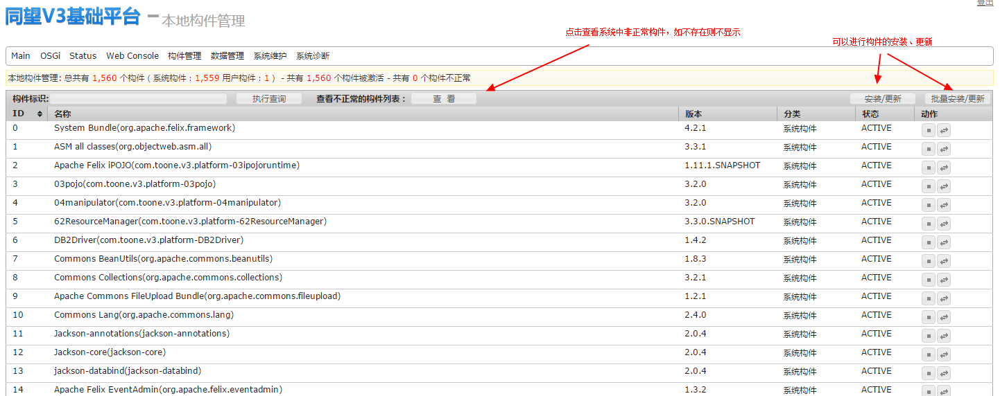 登出
同望V3基础平台 - 本地构件管理
点击查看系统中非正常构件，如不存在则不显示
可以进行构件的安装、更新
Main OSGi Status Web Console 构件管理 数据管理 系统维护 系统诊断
本地构件管理: 总共有 1,560 个构件 ( 系统构件：1,559 用户构件：1 ) - 共有 1,560 个构件被激活 - 共有 0 个构件不正常
构件标识: 执行查询 查看不正常的构件列表： 查 看 安装/更新 批量安装/更新
ID 名称 版本 分类 状态 动作
0 System Bundle(org.apache.felix.framework) 4.2.1 系统构件 ACTIVE
1 ASM all classes(org.objectweb.asm.all) 3.3.1 系统构件 ACTIVE
2 Apache Felix iPOJO(com.toone.v3.platform-03ipojoruntime) 1.11.1.SNAPSHOT 系统构件 ACTIVE
3 03pojo(com.toone.v3.platform-03pojo) 3.2.0 系统构件 ACTIVE
4 04manipulator(com.toone.v3.platform-04manipulator) 3.2.0 系统构件 ACTIVE
5 62ResourceManager(com.toone.v3.platform-62ResourceManager) 3.3.0.SNAPSHOT 系统构件 ACTIVE
6 DB2Driver(com.toone.v3.platform-DB2Driver) 1.4.2 系统构件 ACTIVE
7 Commons BeanUtils(org.apache.commons.beanutils) 1.8.3 系统构件 ACTIVE
8 Commons Collections(org.apache.commons.collections) 3.2.1 系统构件 ACTIVE
9 Apache Commons FileUpload Bundle(org.apache.commons.fileupload) 1.2.1 系统构件 ACTIVE
10 Commons Lang(org.apache.commons.lang) 2.4.0 系统构件 ACTIVE
11 Jackson-annotations(jackson-annotations) 2.0.4 系统构件 ACTIVE
12 Jackson-core(jackson-core) 2.0.4 系统构件 ACTIVE
13 jackson-databind(jackson-databind) 2.0.4 系统构件 ACTIVE
14 Apache Felix EventAdmin(org.apache.felix.eventadmin) 1.3.2 系统构件 ACTIVE